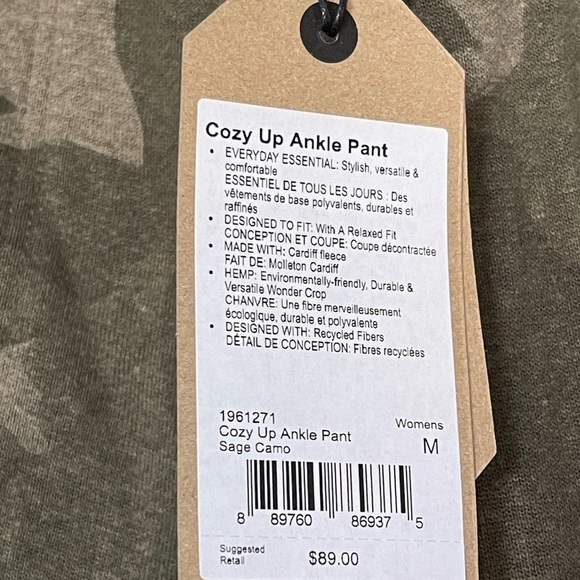 Cozy Up Ankle Pant
• EVERYDAY ESSENTIAL: Stylish, versatile &
comfortable
ESSENTIEL DE TOUS LES JOURS : Des
vêtements de base polyvalents, durables et
raffinés
• DESIGNED TO FIT: With A Relaxed Fit
CONCEPTION ET COUPE: Coupe décontractée
• MADE WITH: Cardiff fleece
FAIT DE: Molleton Cardiff
• HEMP: Environmentally-friendly, Durable &
Versatile Wonder Crop
CHANVRE: Une fibre merveilleusement
écologique, durable et polyvalente
• DESIGNED WITH: Recycled Fibers
DÉTAIL DE CONCEPTION: Fibres recyclées
1961271
Womens
Cozy Up Ankle Pant
M
Sage Camo
8 89760 86937 5
Suggested
Retail
$89.00